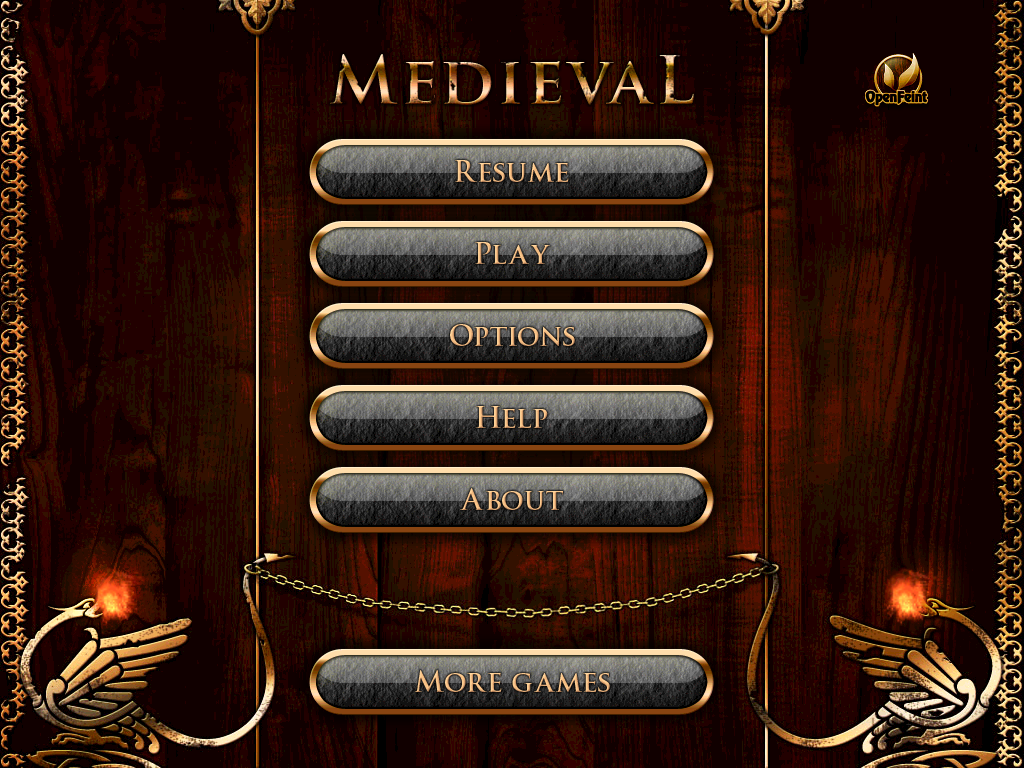 Medieval
OpenFeint
Resume
Play
Options
Help
About
More games